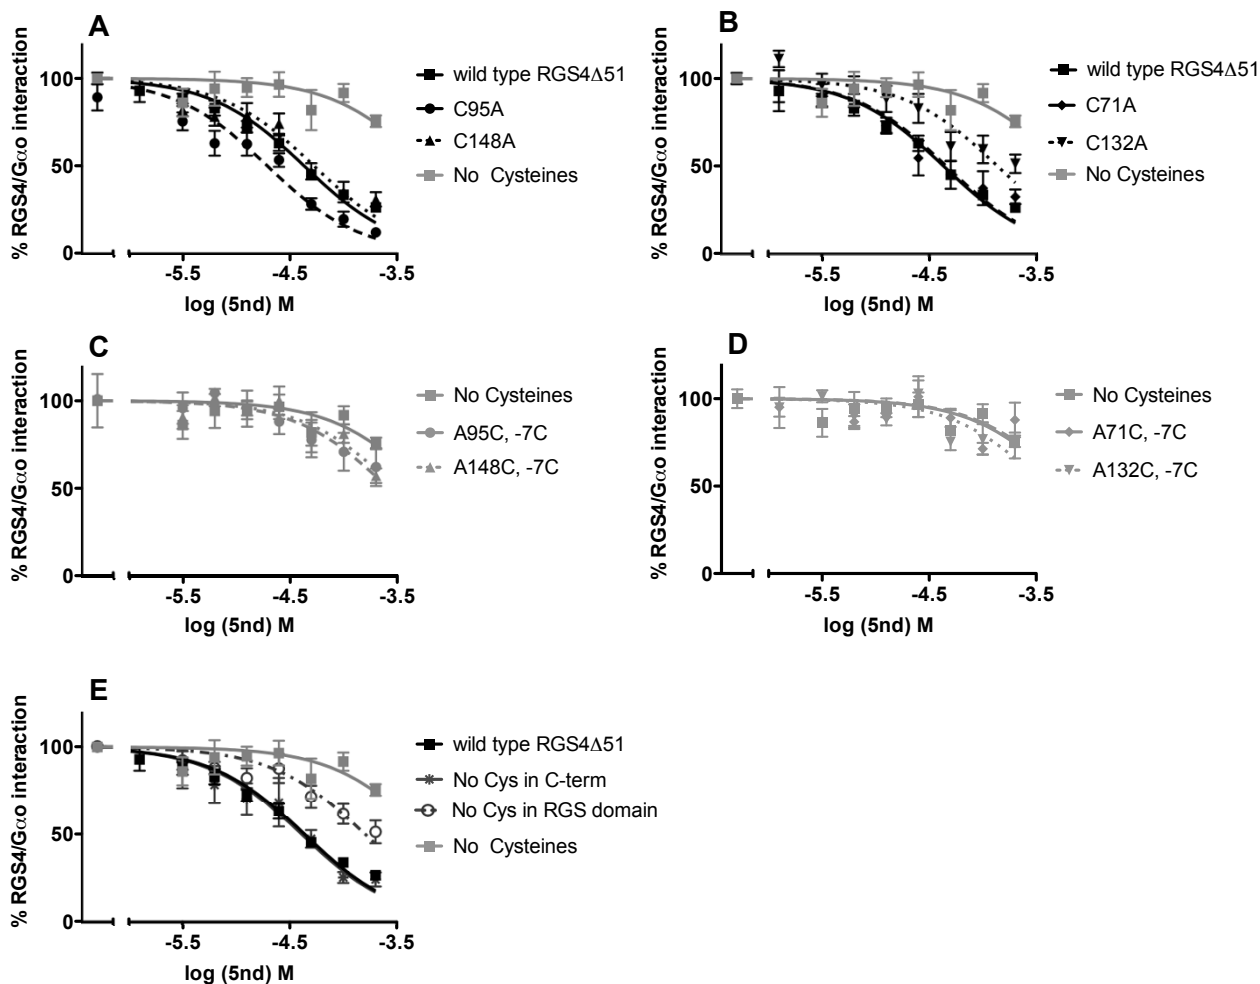 A
% RGS4/Gαo interaction
100
50
0
-5.5
-4.5
-3.5
log (5nd) M
wild type RGS4Δ51
C95A
C148A
No Cysteines
B
% RGS4/Gαo interaction
100
50
0
-5.5
-4.5
-3.5
log (5nd) M
wild type RGS4Δ51
C71A
C132A
No Cysteines
C
% RGS4/Gαo interaction
100
50
0
-5.5
-4.5
-3.5
log (5nd) M
No Cysteines
A95C, -7C
A148C, -7C
D
% RGS4/Gαo interaction
100
50
0
-5.5
-4.5
-3.5
log (5nd) M
No Cysteines
A71C, -7C
A132C, -7C
E
% RGS4/Gαo interaction
100
50
0
-5.5
-4.5
-3.5
log (5nd) M
wild type RGS4Δ51
No Cys in C-term
No Cys in RGS domain
No Cysteines